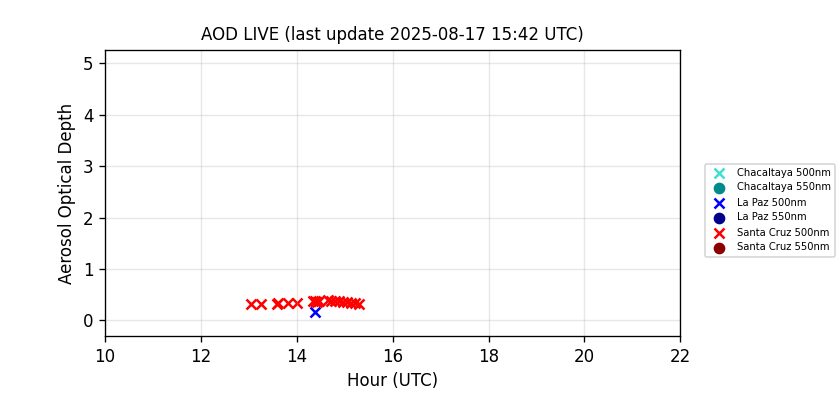 AOD LIVE (last update 2025-08-17 15:42 UTC)
Aerosol Optical Depth
5
4
3
2
1
0
10 12 14 16 18 20 22
Hour (UTC)
Chacaltaya 500nm
Chacaltaya 550nm
La Paz 500nm
La Paz 550nm
Santa Cruz 500nm
Santa Cruz 550nm